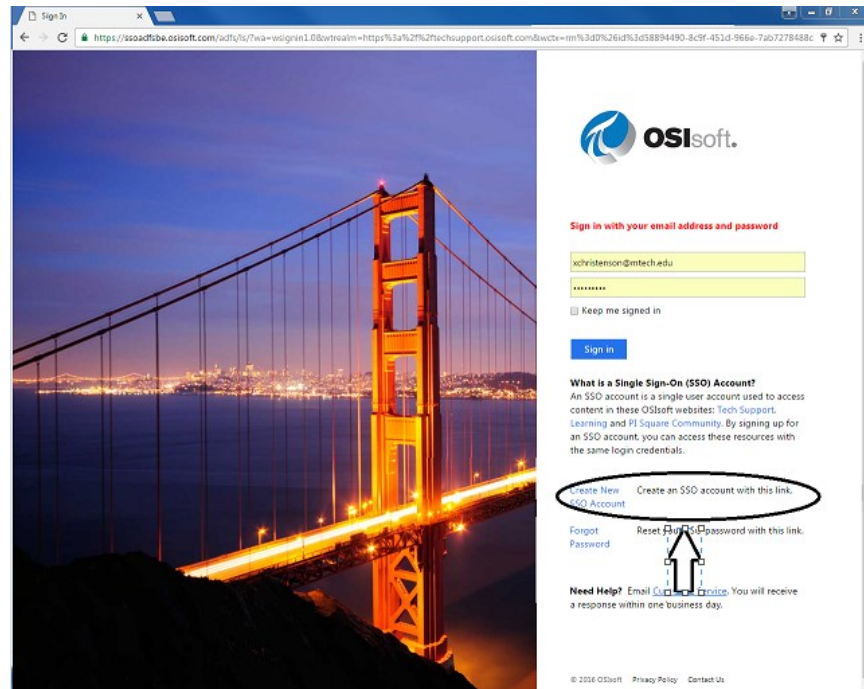 Sign In
https://ssoadfsbe.osisoft.com/adfs/ls/?wa=wsignin1.0&wtrealm=https%3a%2f%2ftechsupport.osisoft.com&wctx=rm%3d0%26id%3d58894490-8c9f-451d-966e-7ab7278488c
OSIsoft.
Sign in with your email address and password
xchristenson@mtech.edu
Keep me signed in
Sign in
What is a Single Sign-On (SSO) Account?
An SSO account is a single user account used to access
content in these OSIsoft websites: Tech Support,
Learning and PI Square Community. By signing up for
an SSO account, you can access these resources with
the same login credentials.
Create New Create an SSO account with this link.
SSO Account
Forgot Reset password with this link.
Password
Need Help? Email You will receive
a response within one business day.
© 2016 OSIsoft Privacy Policy Contact Us